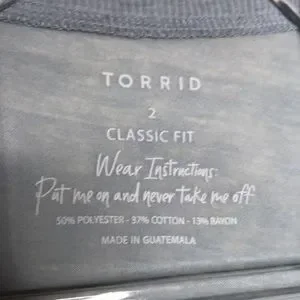 TORRID
2
CLASSIC FIT
Wear Instructions:
Put me on and never take me off
50% POLYESTER - 37% COTTON - 13% RAYON
MADE IN GUATEMALA